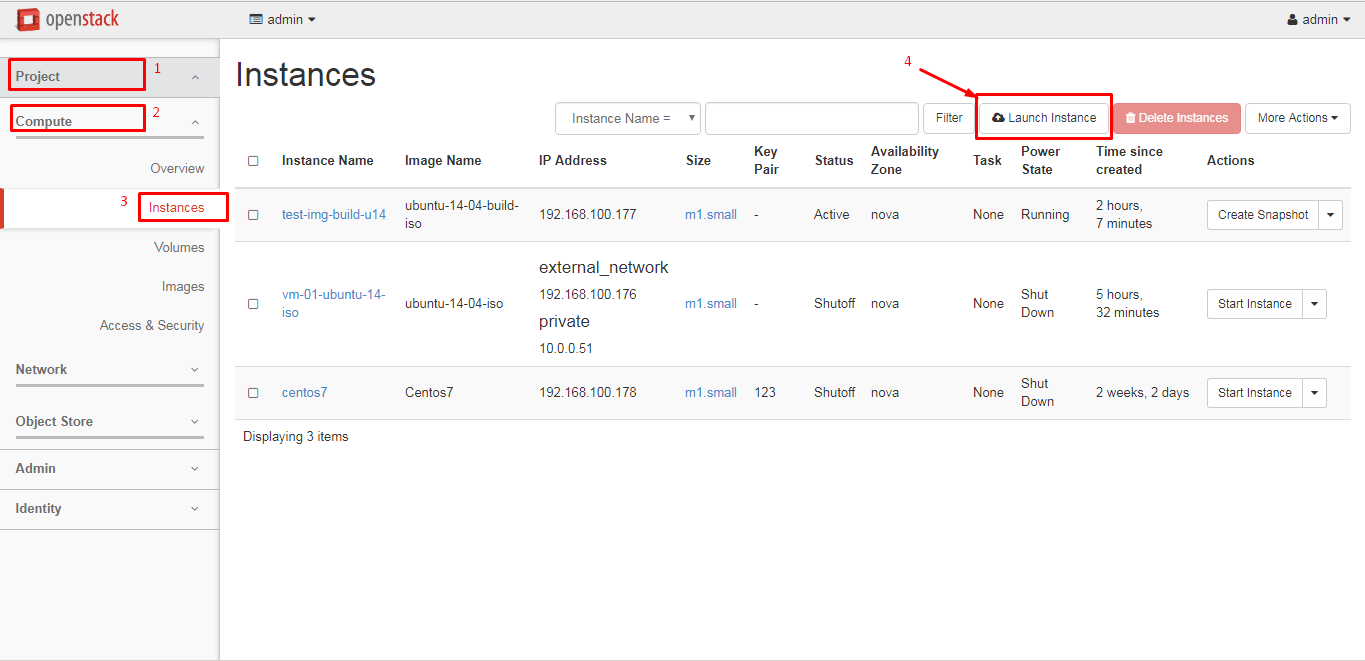 openstack
admin
admin
Project
1
Compute
2
Overview
3
Instances
Volumes
Images
Access & Security
Network
Object Store
Admin
Identity
Instances
4
Instance Name =
Filter
Launch Instance
Delete Instances
More Actions
Instance Name
Image Name
IP Address
Size
Key
Pair
Status
Availability
Zone
Task
Power
State
Time since
created
Actions
test-img-build-u14
ubuntu-14-04-build-
iso
192.168.100.177
m1.small
-
Active
nova
None
Running
2 hours,
7 minutes
Create Snapshot
vm-01-ubuntu-14-
iso
ubuntu-14-04-iso
external_network
192.168.100.176
private
10.0.0.51
m1.small
-
Shutoff
nova
None
Shut
Down
5 hours,
32 minutes
Start Instance
centos7
Centos7
192.168.100.178
m1.small
123
Shutoff
nova
None
Shut
Down
2 weeks, 2 days
Start Instance
Displaying 3 items